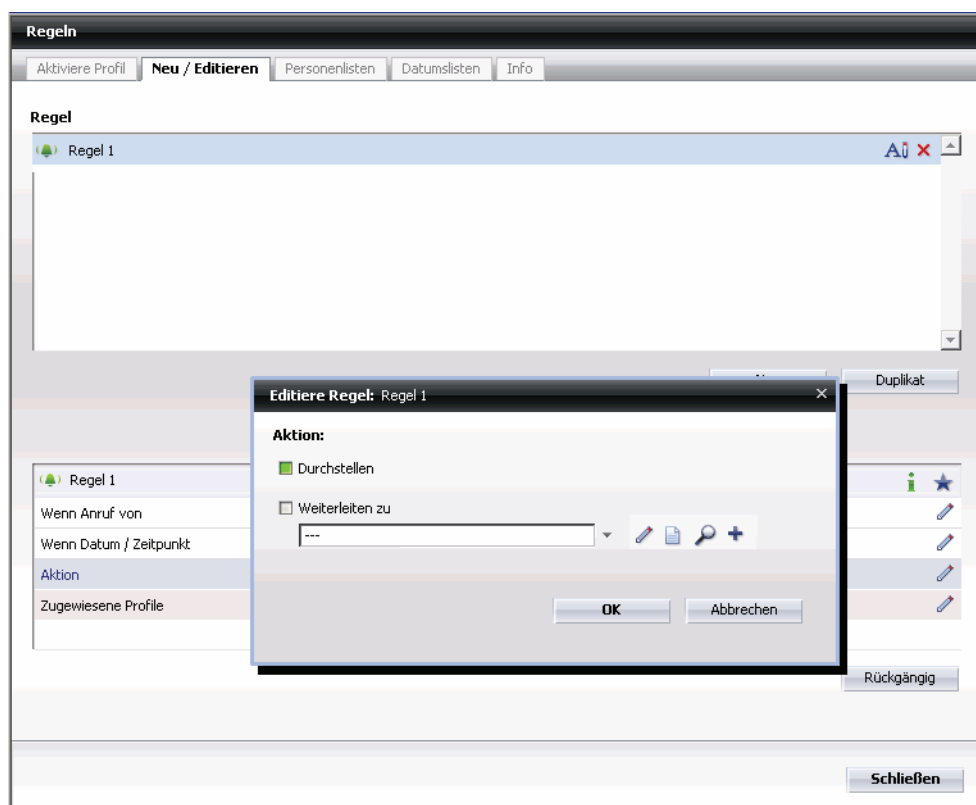 Regeln
Aktiviere Profil Neu / Editieren Personenlisten Datumslisten Info
Regel
Regel 1
Duplikat
Editiere Regel: Regel 1
Aktion:
Durchstellen
Weiterleiten zu
---
OK Abbrechen
Regel 1
Wenn Anruf von
Wenn Datum / Zeitpunkt
Aktion
Zugewiesene Profile
Rückgängig
Schließen